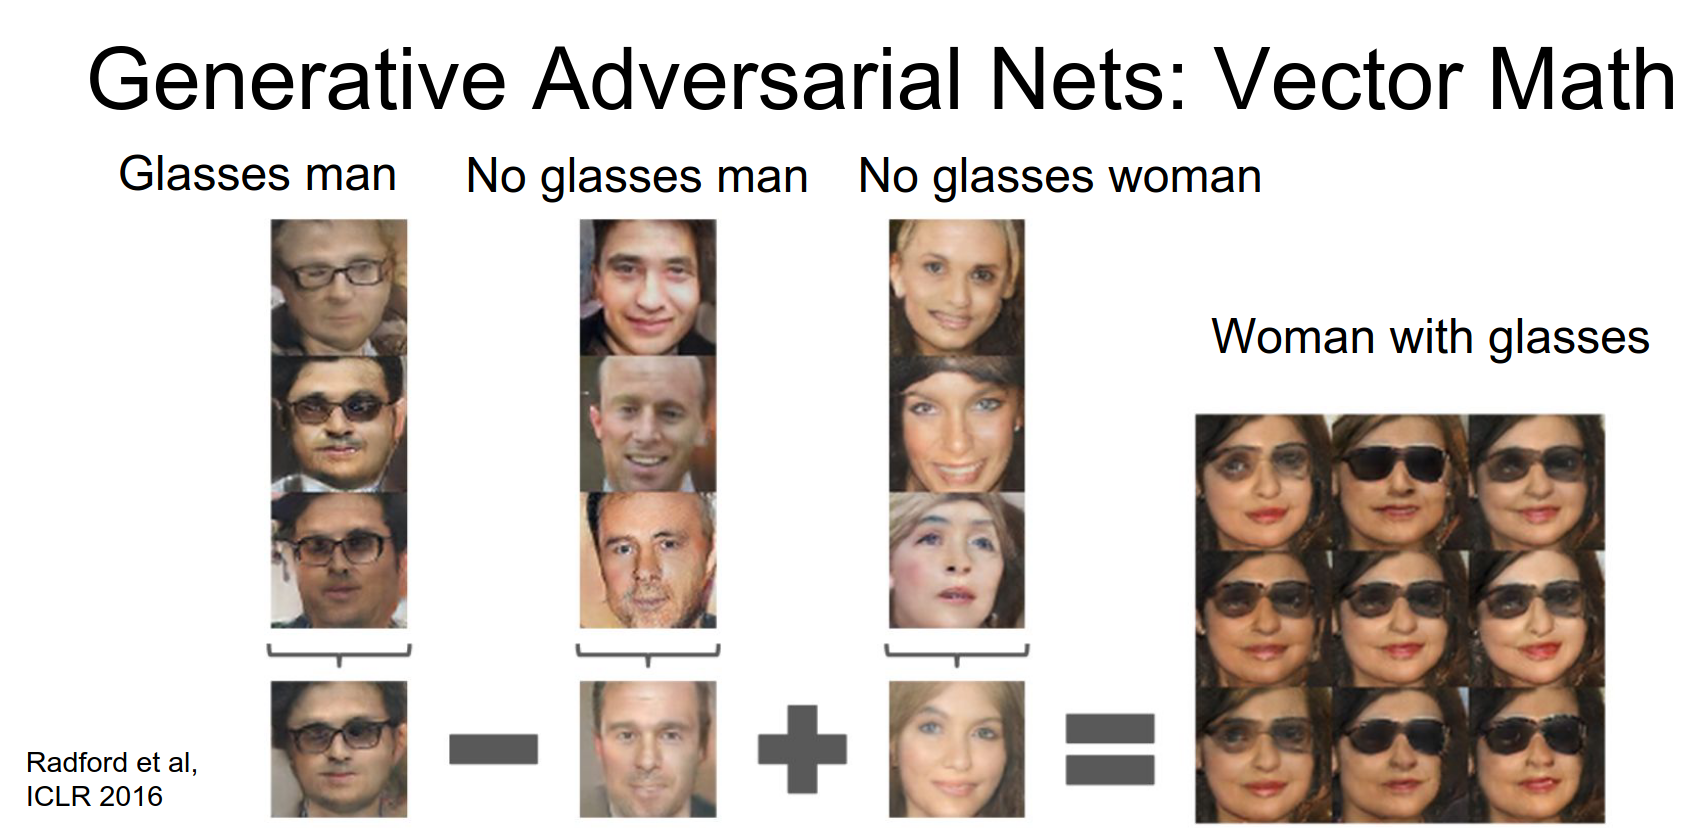 Generative Adversarial Nets: Vector Math
Glasses man
No glasses man
No glasses woman
Woman with glasses
Radford et al,
ICLR 2016